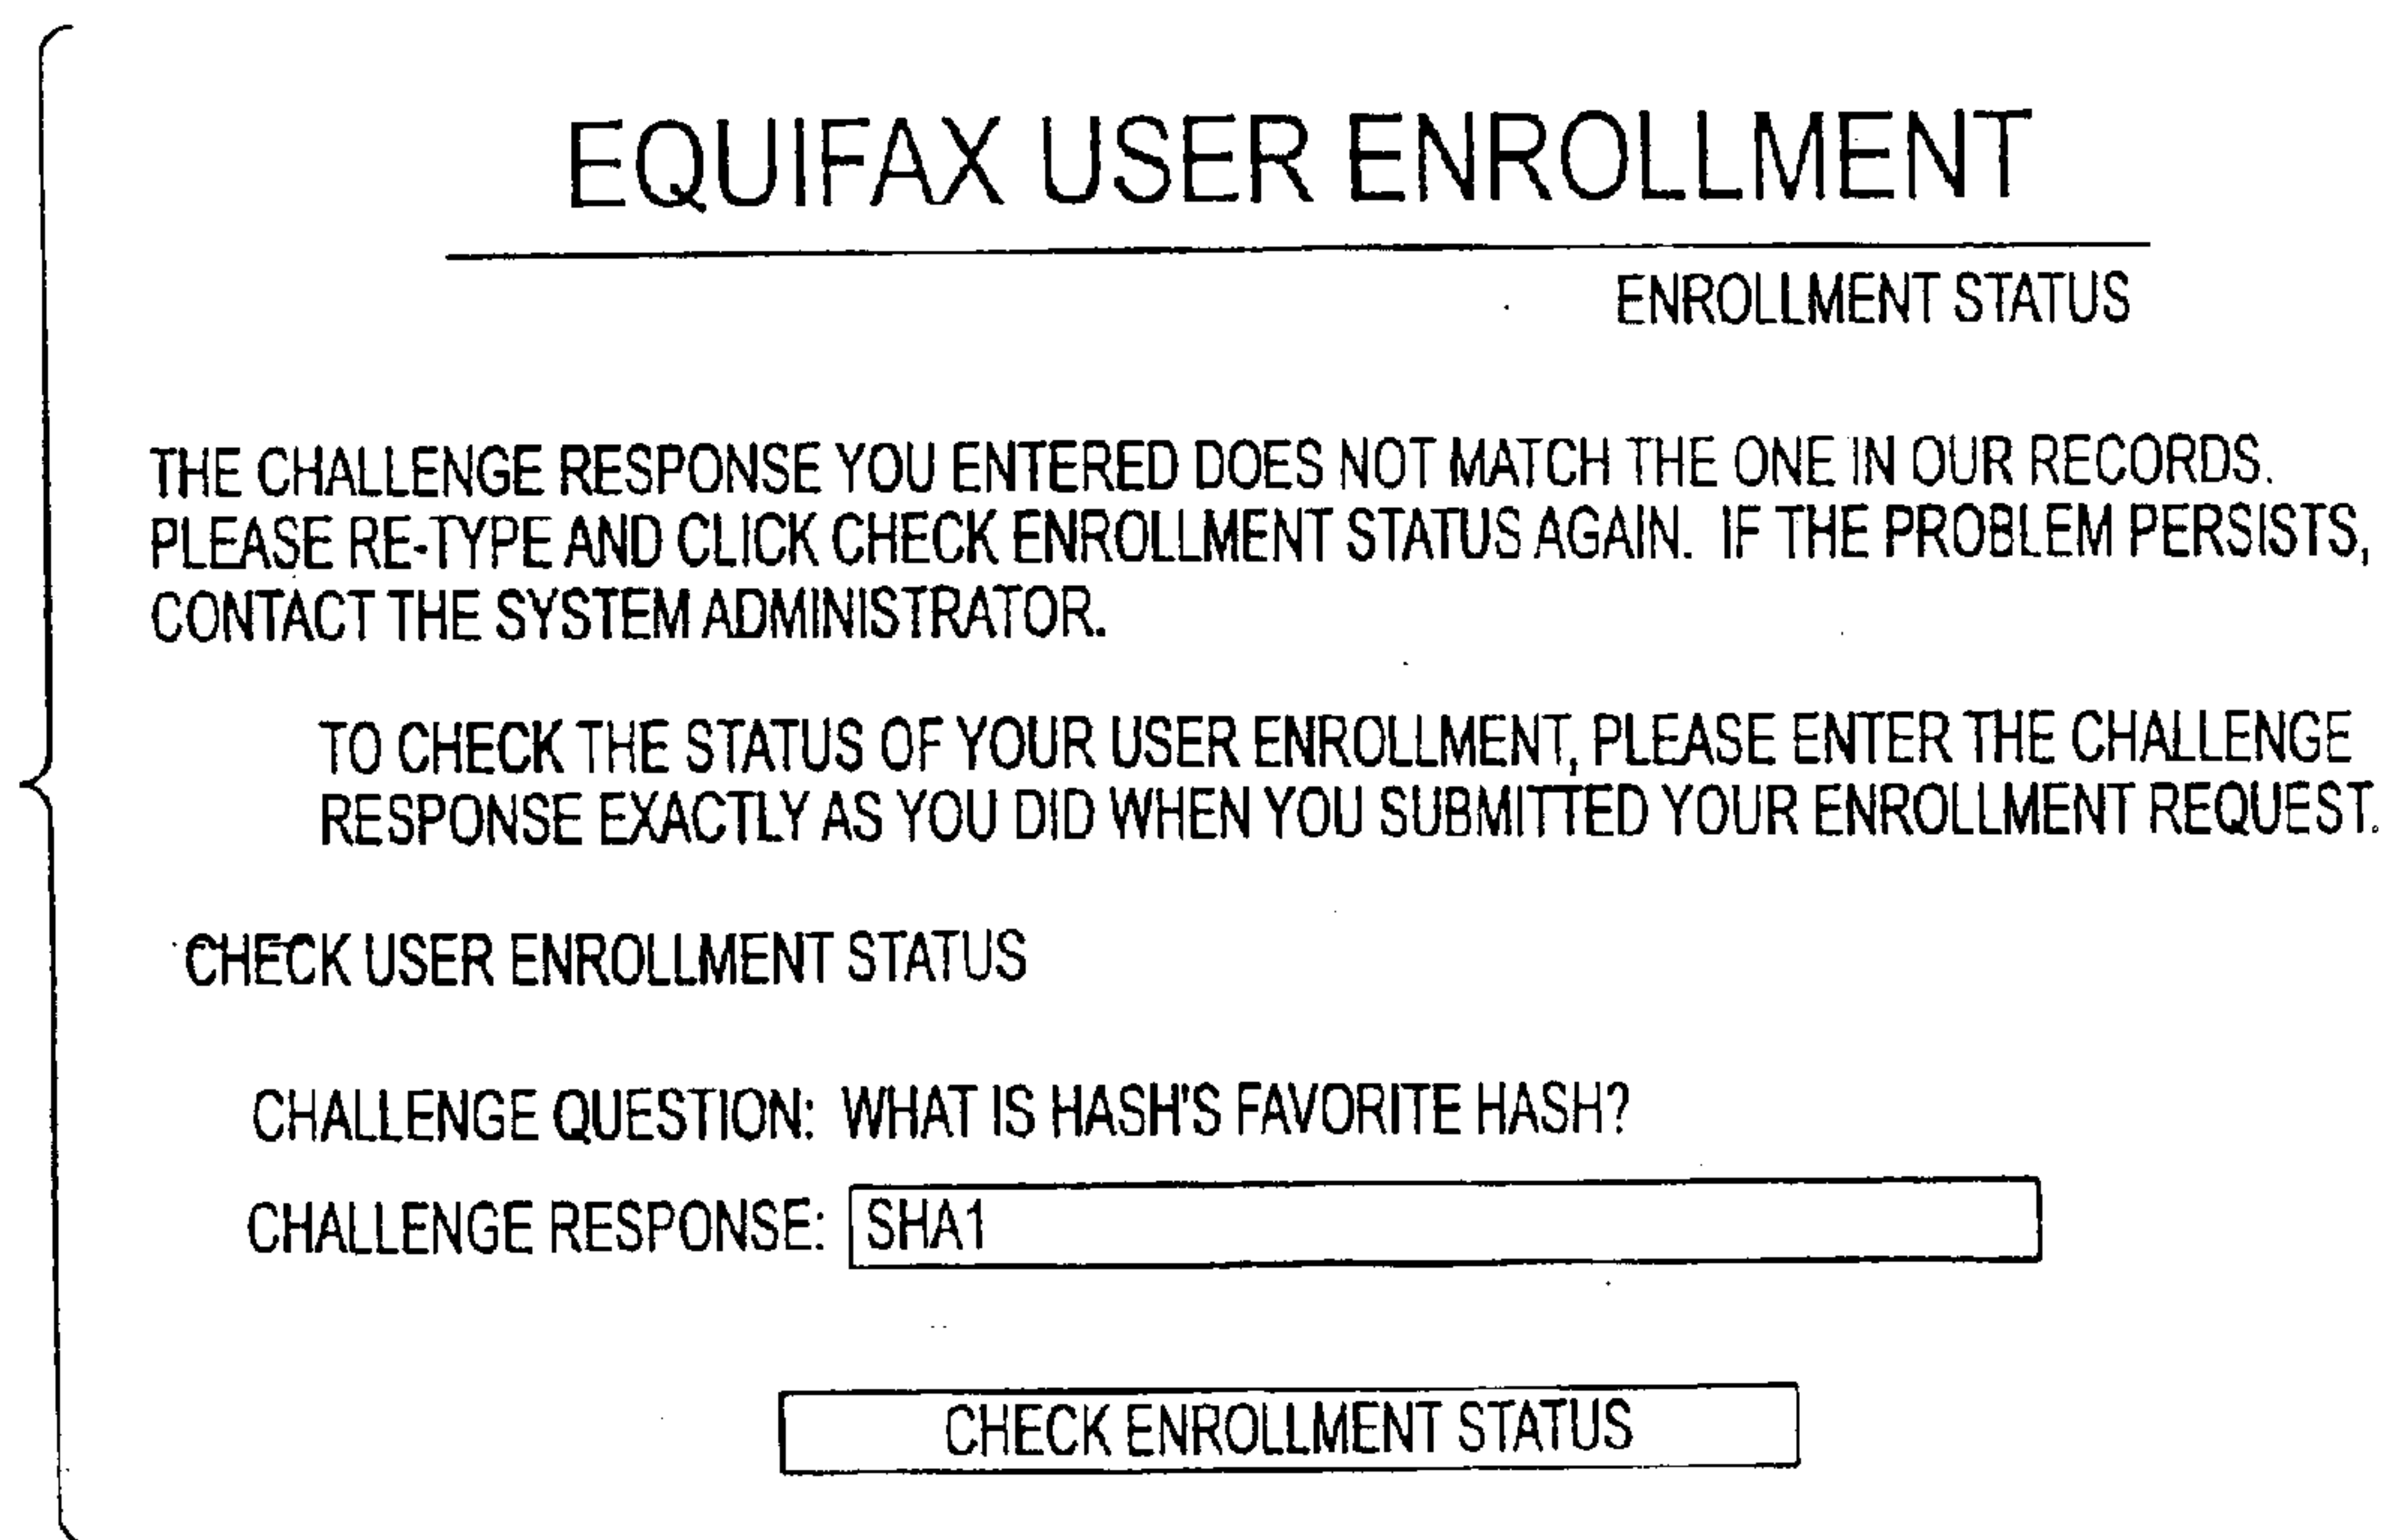 EQUIFAX USER ENROLLMENT
ENROLLMENT STATUS
THE CHALLENGE RESPONSE YOU ENTERED DOES NOT MATCH THE ONE IN OUR RECORDS.
PLEASE RE-TYPE AND CLICK CHECK ENROLLMENT STATUS AGAIN. IF THE PROBLEM PERSISTS,
CONTACT THE SYSTEM ADMINISTRATOR.
TO CHECK THE STATUS OF YOUR USER ENROLLMENT, PLEASE ENTER THE CHALLENGE
RESPONSE EXACTLY AS YOU DID WHEN YOU SUBMITTED YOUR ENROLLMENT REQUEST.
CHECK USER ENROLLMENT STATUS
CHALLENGE QUESTION: WHAT IS HASH'S FAVORITE HASH?
CHALLENGE RESPONSE: SHA1
CHECK ENROLLMENT STATUS